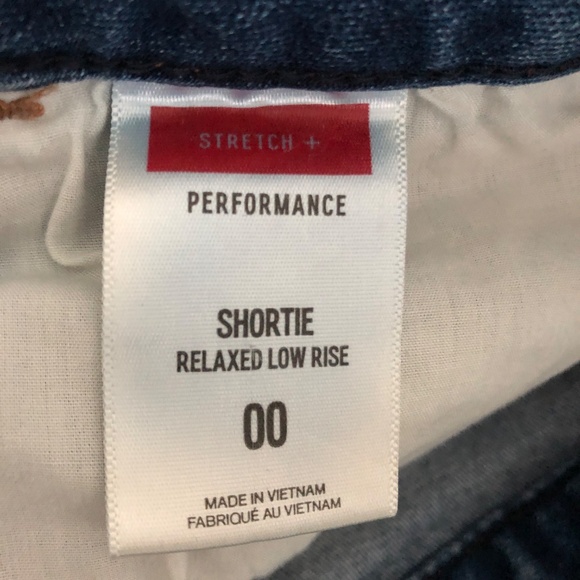 STRETCH +
PERFORMANCE
SHORTIE
RELAXED LOW RISE
00
MADE IN VIETNAM
FABRIQUÉ AU VIETNAM